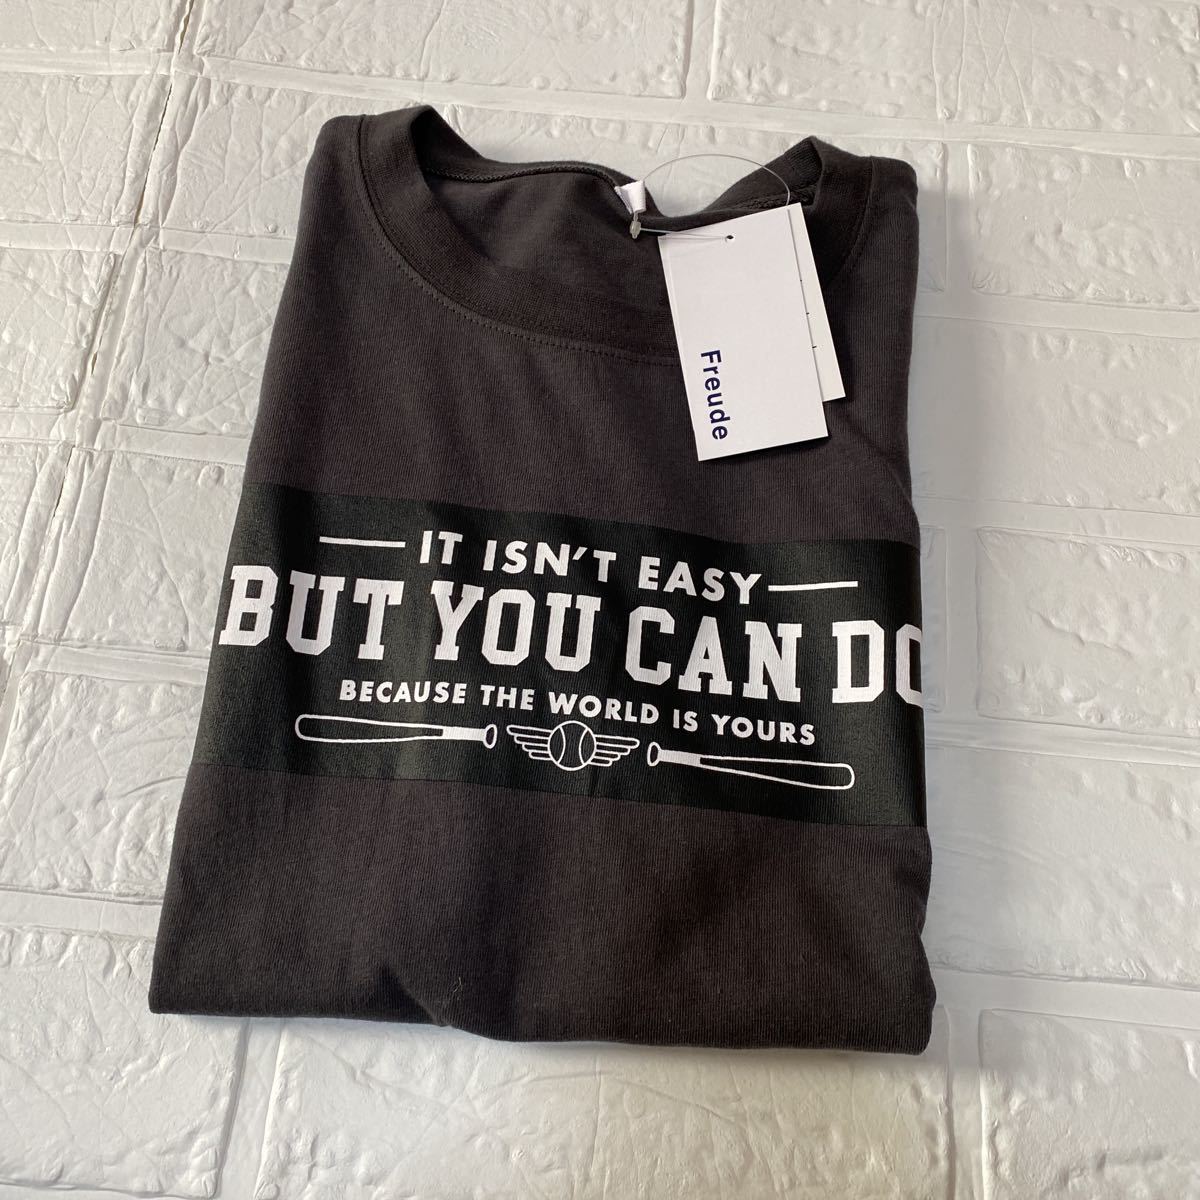 Freude
IT ISN'T EASY
BUT YOU CAN DO
BECAUSE THE WORLD IS YOURS